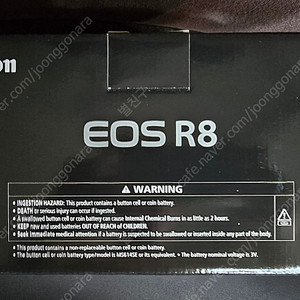 non
EOS R8
⚠ WARNING
• INGESTION HAZARD: This product contains a button cell or coin battery.
• DEATH or serious injury can occur if ingested.
• A swallowed button cell or coin battery can cause Internal Chemical Burns in as little as 2 hours.
• KEEP new and used batteries OUT OF REACH OF CHILDREN.
• Seek immediate medical attention if a battery is suspected to be swallowed or inserted inside any part of the body.
• This product contains a non-replaceable button cell or coin battery.
• The button cell or coin battery type/model is MS614SE or its equivalent. ⎓ The nominal voltage is 3V.